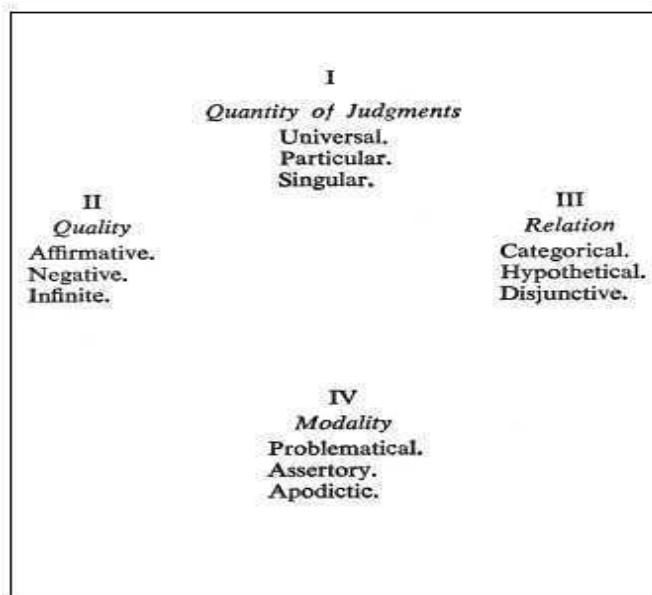 I
Quantity of Judgments
Universal.
Particular.
Singular.
II
Quality
Affirmative.
Negative.
Infinite.
III
Relation
Categorical.
Hypothetical.
Disjunctive.
IV
Modality
Problematical.
Assertory.
Apodictic.